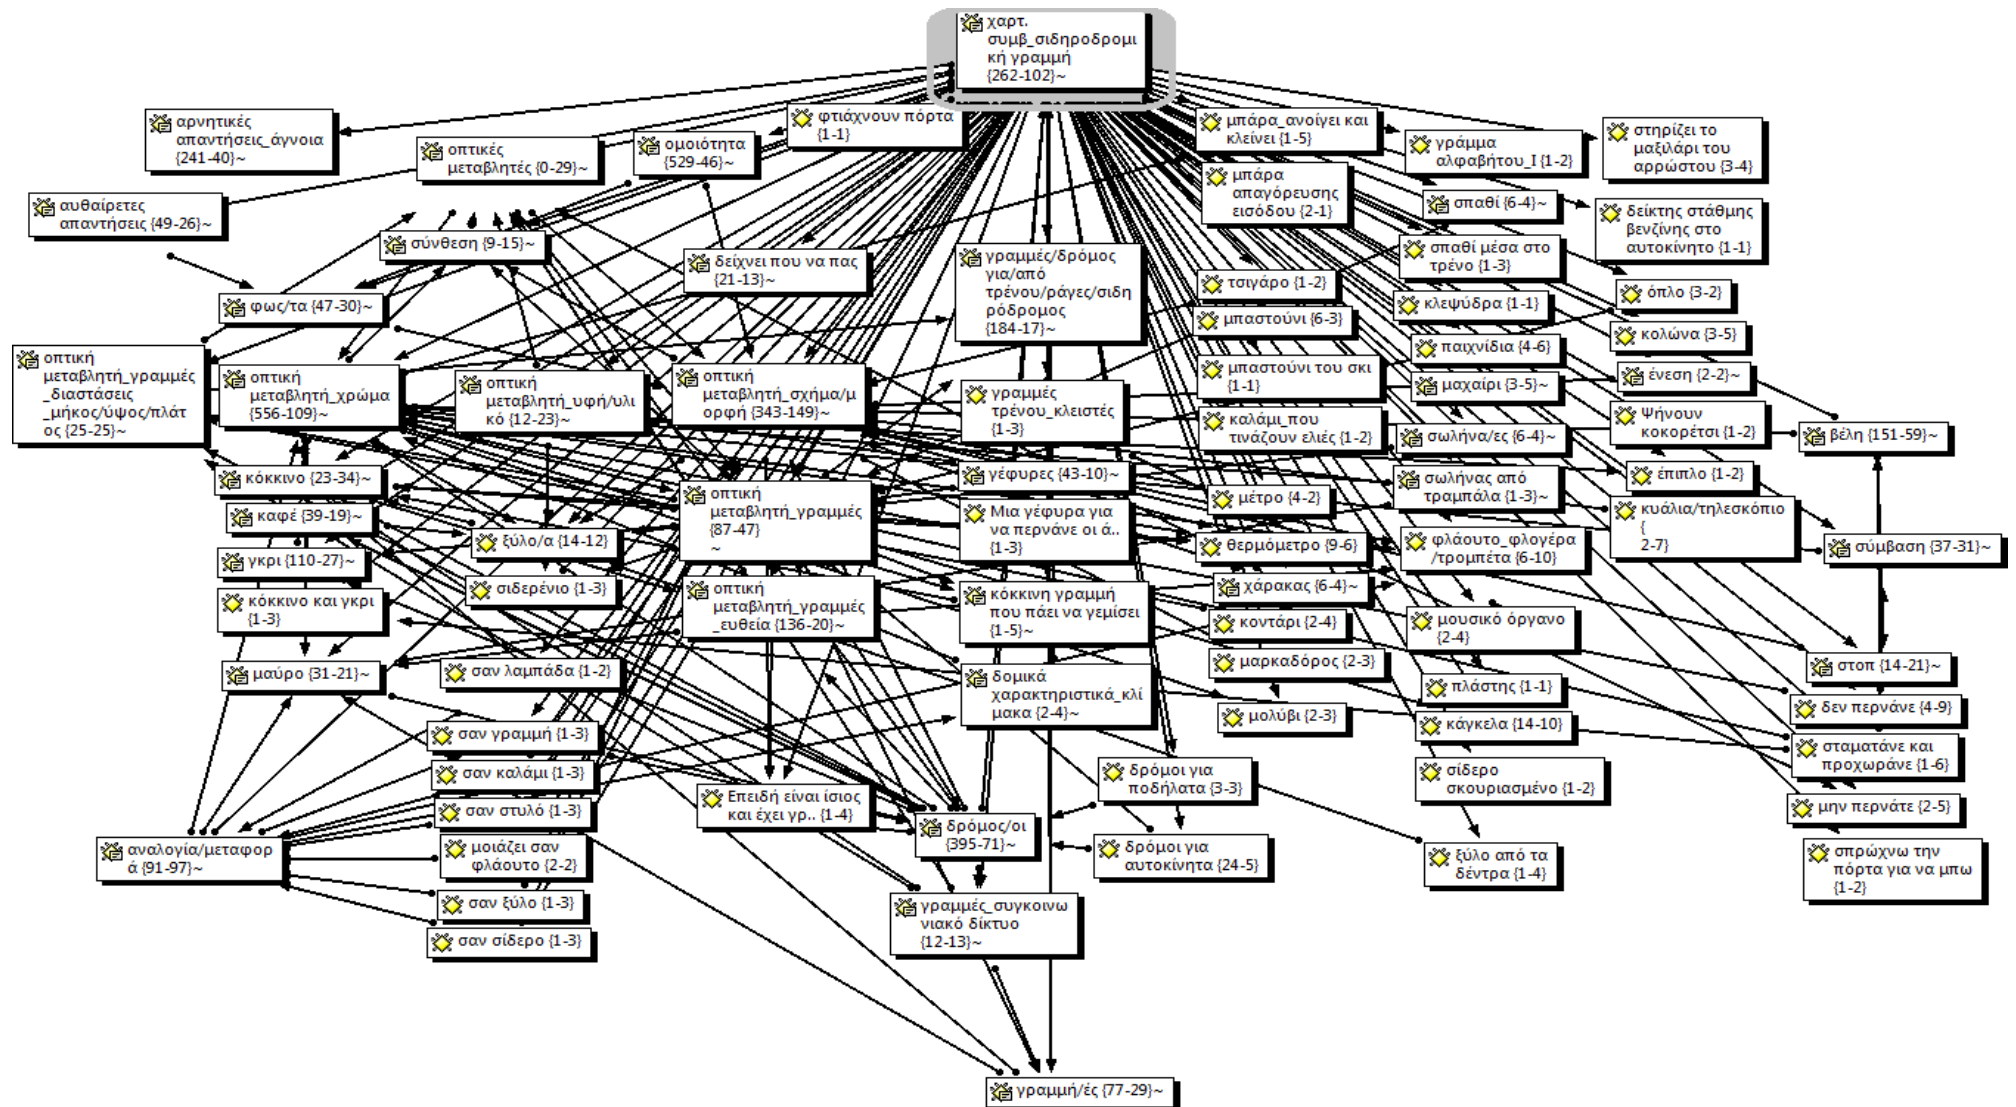 χαρτ.
συμβ_σιδηροδρομι
κή γραμμή
{262-102}~
αρνητικές
απαντήσεις_άγνοια
{241-40}~
οπτικές
μεταβλητές {0-29}~
ομοιότητα
{529-46}~
φτιάχνουν πόρτα
{1-1}
μπάρα_ανοίγει και
κλείνει {1-5}
γράμμα
αλφαβήτου_Ι {1-2}
στηρίζει το
μαξιλάρι του
αρρώστου {3-4}
αυθαίρετες
απαντήσεις {49-26}~
μπάρα
απαγόρευσης
εισόδου {2-1}
σπαθί {6-4}~
δείκτης στάθμης
βενζίνης στο
αυτοκίνητο {1-1}
σύνθεση {9-15}~
δείχνει που να πας
{21-13}~
γραμμές/δρόμος
για/από
τρένου/ράγες/σιδη
ρόδρομος
{184-17}~
σπαθί μέσα στο
τρένο {1-3}
τσιγάρο {1-2}
όπλο {3-2}
φως/τα {47-30}~
κλεψύδρα {1-1}
μπαστούνι {6-3}
κολώνα {3-5}
οπτική
μεταβλητή_γραμμές
_διαστάσεις
_μήκος/ύψος/πλάτ
ος {25-25}~
οπτική
μεταβλητή_χρώμα
{556-109}~
οπτική
μεταβλητή_υφή/υλι
κό {12-23}~
οπτική
μεταβλητή_σχήμα/μ
ορφή {343-149}~
γραμμές
τρένου_κλειστές
{1-3}
μπαστούνι του σκι
{1-1}
παιχνίδια {4-6}
μαχαίρι {3-5}~
ένεση {2-2}~
καλάμι_που
τινάζουν ελιές {1-2}
σωλήνα/ες {6-4}~
Ψήνουν
κοκορέτσι {1-2}
βέλη {151-59}~
κόκκινο {23-34}~
γέφυρες {43-10}~
μέτρο {4-2}
σωλήνας από
τραμπάλα {1-3}~
έπιπλο {1-2}
καφέ {39-19}~
οπτική
μεταβλητή_γραμμές
{87-47}
~
Μια γέφυρα για
να περνάνε οι ά..
{1-3}
κυάλια/τηλεσκόπιο
{
2-7}
ξύλο/α {14-12}
θερμόμετρο {9-6}
φλάουτο_φλογέρα
/τρομπέτα {6-10}
σύμβαση {37-31}~
γκρι {110-27}~
σιδερένιο {1-3}
οπτική
μεταβλητή_γραμμές
_ευθεία {136-20}~
κόκκινη γραμμή
που πάει να γεμίσει
{1-5}~
χάρακας {6-4}~
κόκκινο και γκρι
{1-3}
κοντάρι {2-4}
μουσικό όργανο
{2-4}
μαύρο {31-21}~
σαν λαμπάδα {1-2}
δομικά
χαρακτηριστικά_κλί
μακα {2-4}~
μαρκαδόρος {2-3}
στοπ {14-21}~
πλάστης {1-1}
δεν περνάνε {4-9}
μολύβι {2-3}
κάγκελα {14-10}
σαν γραμμή {1-3}
σταματάνε και
προχωράνε {1-6}
σαν καλάμι {1-3}
δρόμοι για
ποδήλατα {3-3}
σίδερο
σκουριασμένο {1-2}
Επειδή είναι ίσιος
και έχει γρ.. {1-4}
μην περνάτε {2-5}
σαν στυλό {1-3}
δρόμος/οι
{395-71}~
αναλογία/μεταφορ
ά {91-97}~
μοιάζει σαν
φλάουτο {2-2}
δρόμοι για
αυτοκίνητα {24-5}
ξύλο από τα
δέντρα {1-4}
σπρώχνω την
πόρτα για να μπω
{1-2}
σαν ξύλο {1-3}
γραμμές_συγκοινω
νιακό δίκτυο
{12-13}~
σαν σίδερο {1-3}
γραμμή/ές {77-29}~